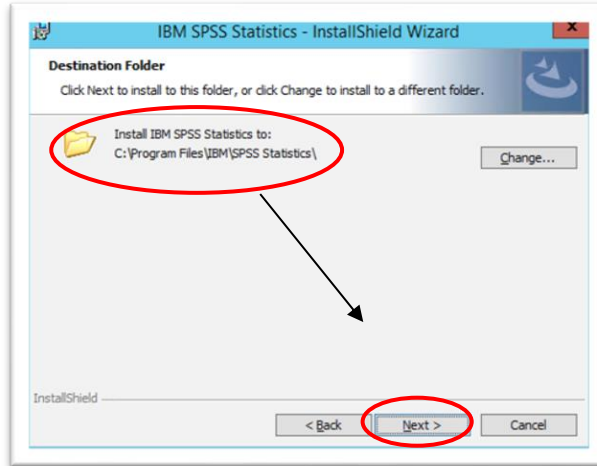 IBM SPSS Statistics - InstallShield Wizard
X
Destination Folder
Click Next to install to this folder, or click Change to install to a different folder.
Install IBM SPSS Statistics to:
C:\Program Files\IBM\SPSS Statistics\
Change...
InstallShield
< Back
Next >
Cancel